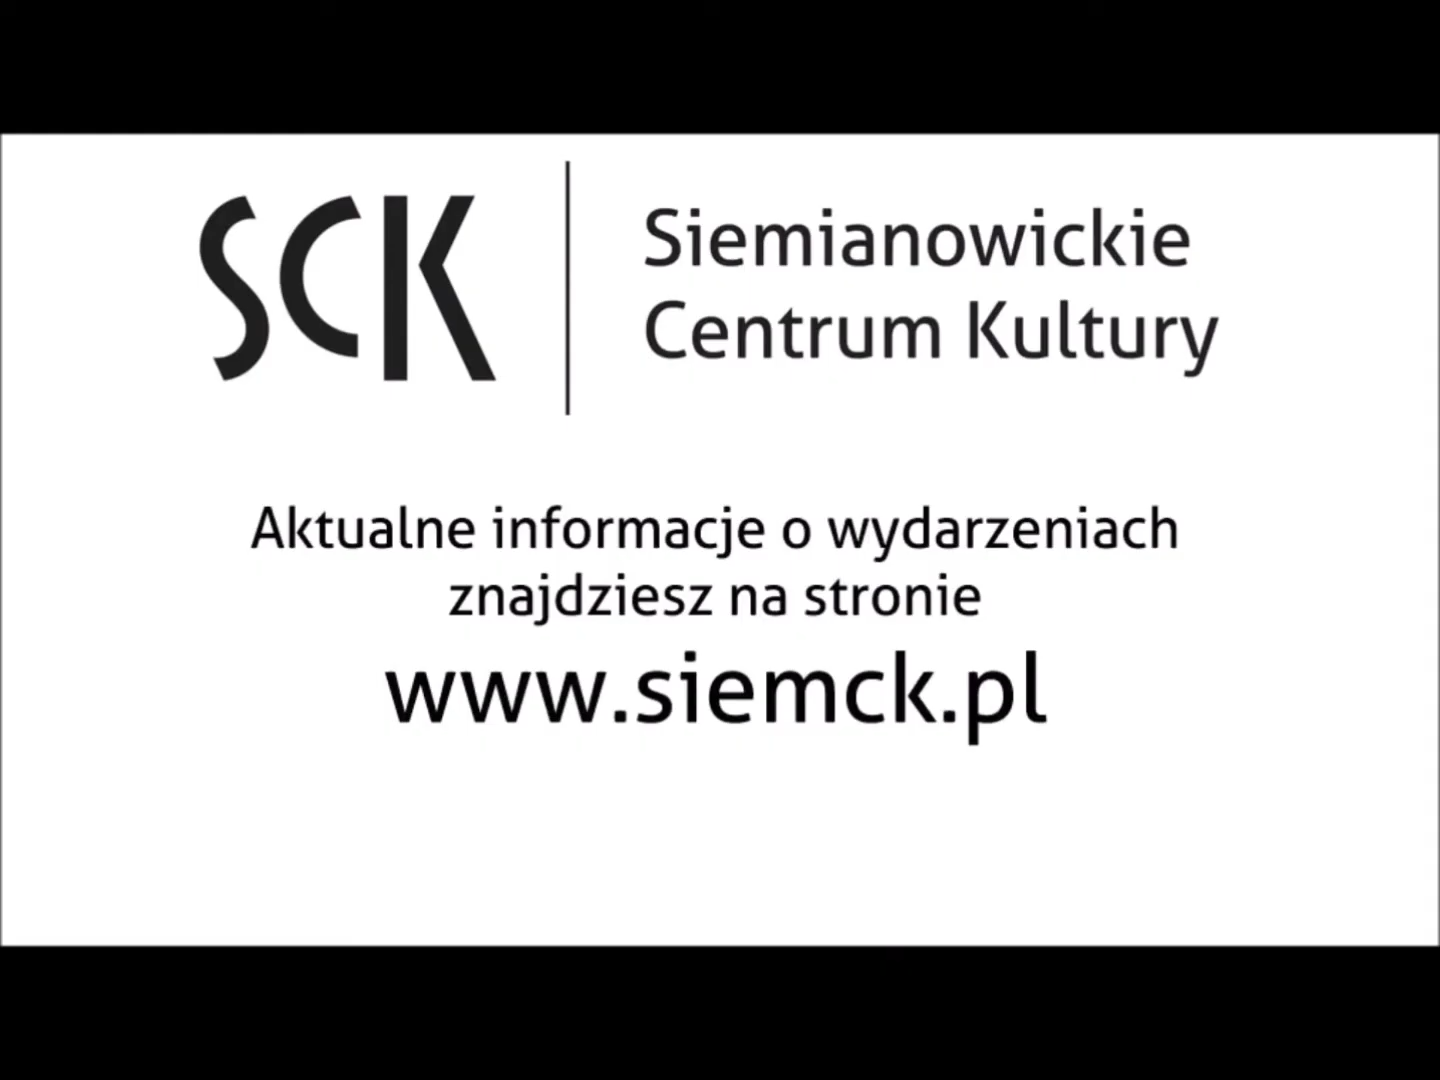 SCK
Siemianowickie
Centrum Kultury
Aktualne informacje o wydarzeniach
znajdziesz na stronie
www.siemck.pl